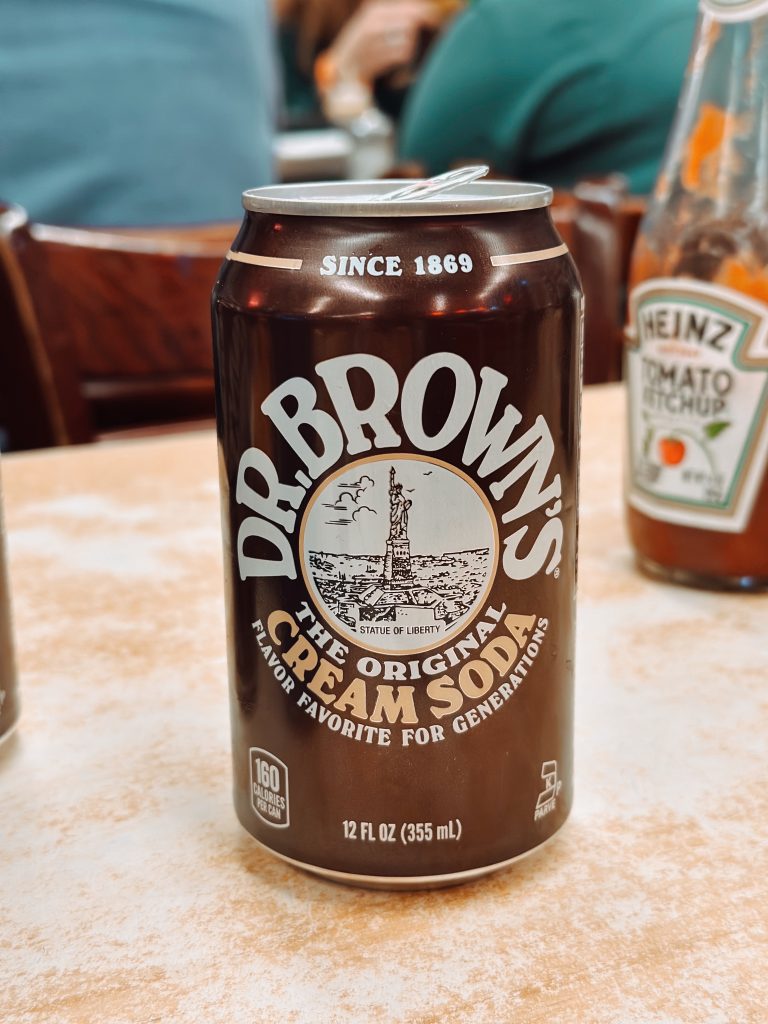 SINCE 1869
DR. BROWN'S
®
STATUE OF LIBERTY
THE ORIGINAL
CREAM SODA
FLAVOR FAVORITE FOR GENERATIONS
160
CALORIES
PER CAN
12 FL OZ (355 mL)
K
PARVE
HEINZ
TOMATO
KETCHUP